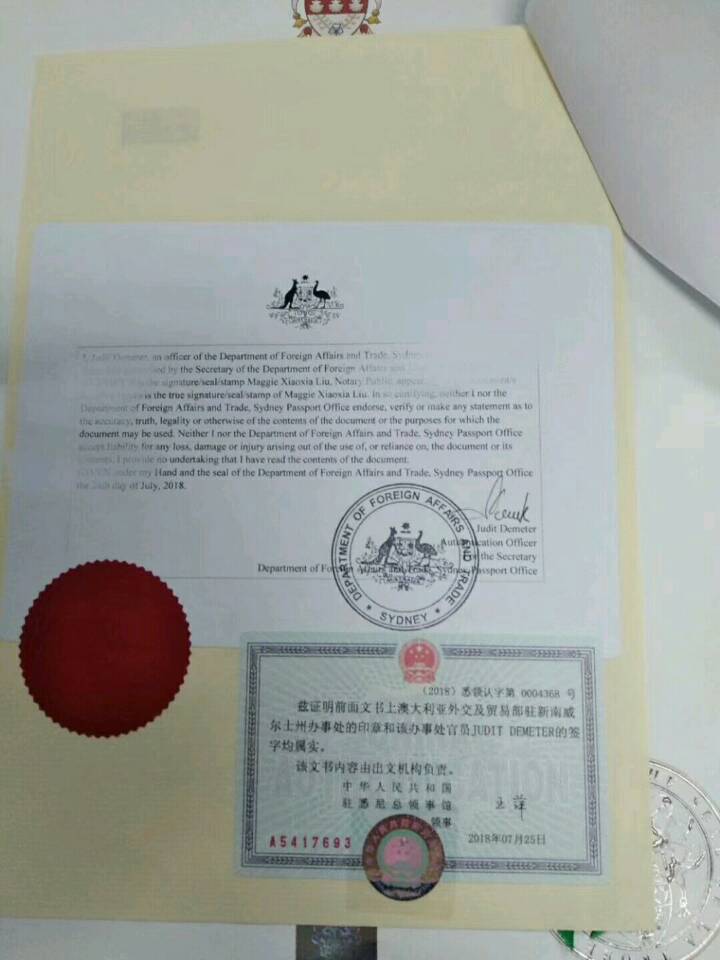 Judit Demeter, an officer of the Department of Foreign Affairs and Trade, Sydney
by the Secretary of the Department of Foreign Affairs and
is the signature/seal/stamp Maggie Xiaoxia Liu, Notary Public,
is the true signature/seal/stamp of Maggie Xiaoxia Liu. In so certifying, neither I nor the
Department of Foreign Affairs and Trade, Sydney Passport Office endorse, verify or make any statement as to
the accuracy, truth, legality or otherwise of the contents of the document or the purposes for which the
document may be used. Neither I nor the Department of Foreign Affairs and Trade, Sydney Passport Office
accept liability for any loss, damage or injury arising out of the use of, or reliance on, the document or its
contents. I provide no undertaking that I have read the contents of the document.
GIVEN under my Hand and the seal of the Department of Foreign Affairs and Trade, Sydney Passport Office
the 24th day of July, 2018.
Judit Demeter
Authentication Officer
the Secretary
Department of Foreign Affairs and Trade, Sydney Passport Office
DEPARTMENT OF FOREIGN AFFAIRS AND TRADE
★ SYDNEY ★
(2018) 悉领认字第 0004368 号
兹证明前面文书上澳大利亚外交及贸易部驻新南威
尔士州办事处的印章和该办事处官员JUDIT DEMETER的签
字均属实。
该文书内容由出文机构负责。
中华人民共和国
驻悉尼总领事馆
领事
王萍
A5417693
2018年07月25日